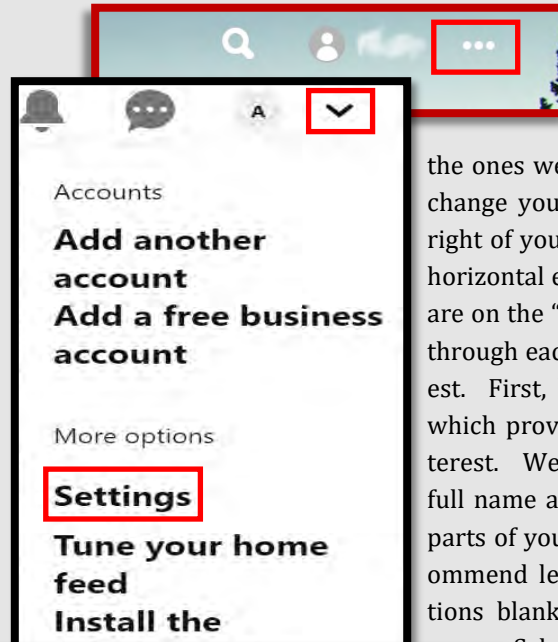 A
Accounts
Add another
account
Add a free business
account
More options
Settings
Tune your home
feed
Install the
the ones we
change you
right of you
horizontal e
are on the “
through eac
est. First,
which prov
terest. We
full name a
parts of you
ommend le
tions blank